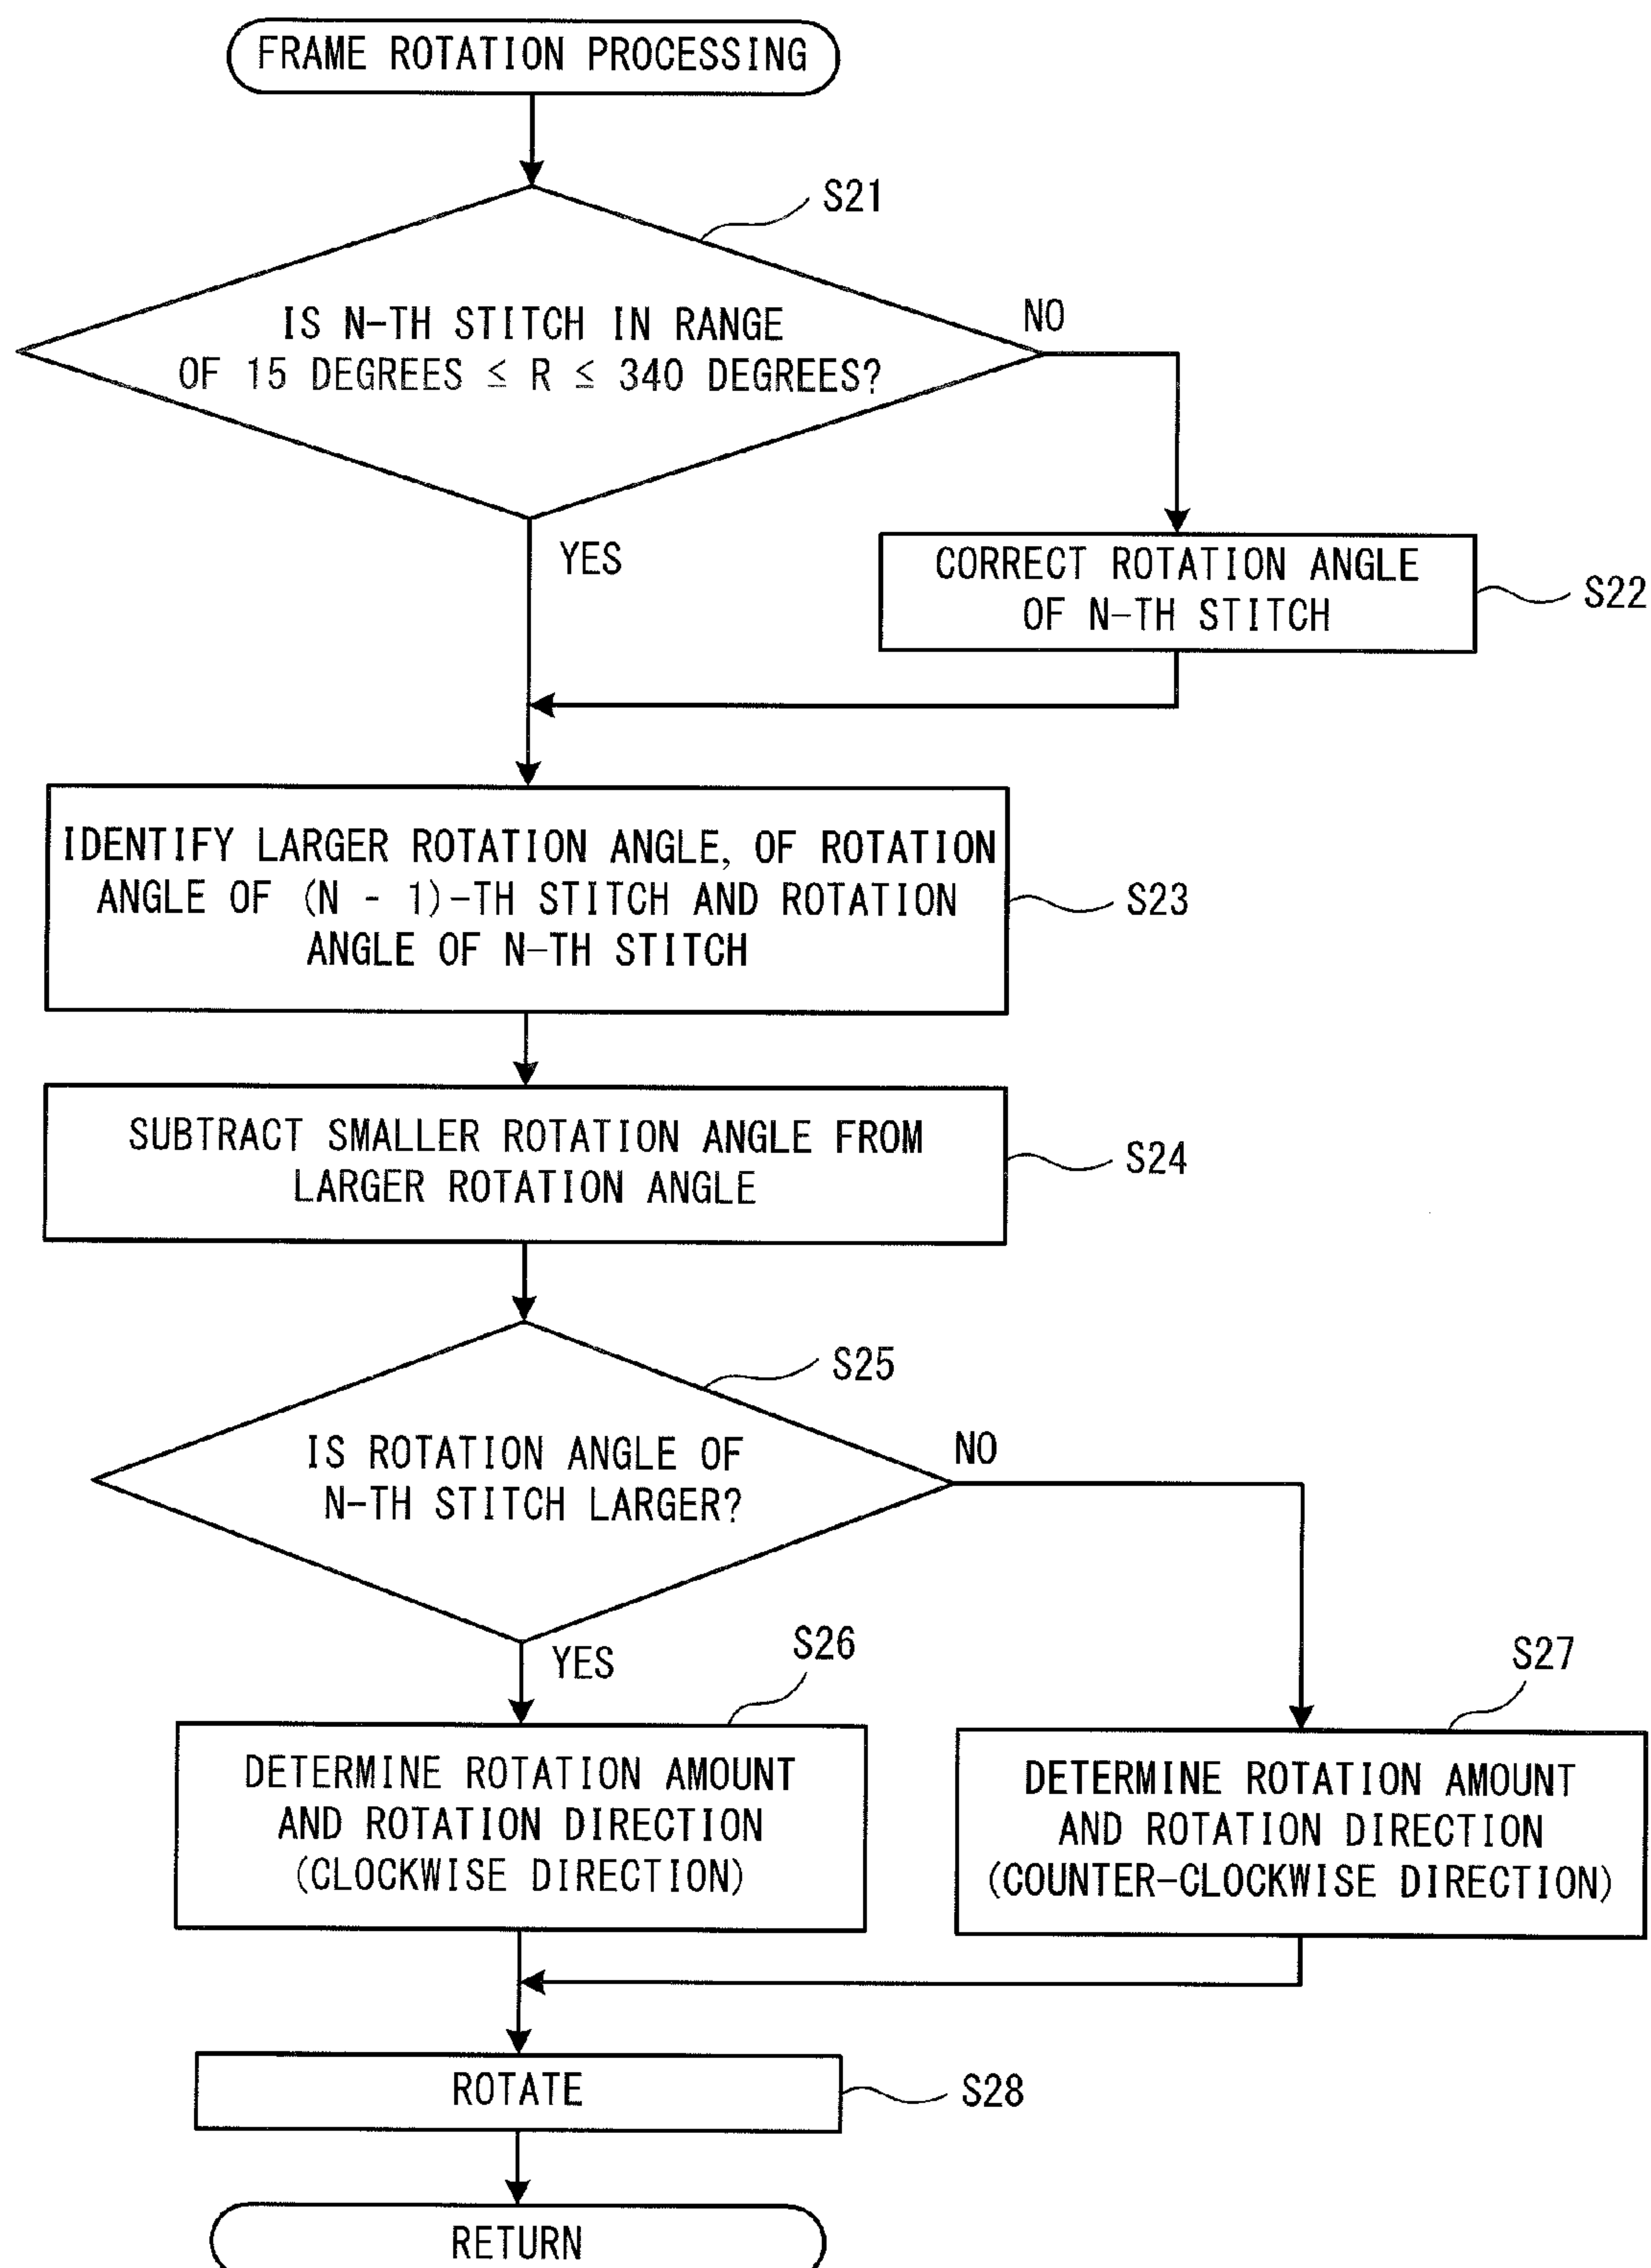 FRAME ROTATION PROCESSING
S21
IS N-TH STITCH IN RANGE
OF 15 DEGREES ≤ R ≤ 340 DEGREES?
NO
YES
CORRECT ROTATION ANGLE
OF N-TH STITCH
S22
IDENTIFY LARGER ROTATION ANGLE, OF ROTATION
ANGLE OF (N - 1)-TH STITCH AND ROTATION
ANGLE OF N-TH STITCH
S23
SUBTRACT SMALLER ROTATION ANGLE FROM
LARGER ROTATION ANGLE
S24
S25
IS ROTATION ANGLE OF
N-TH STITCH LARGER?
NO
YES
S26
DETERMINE ROTATION AMOUNT
AND ROTATION DIRECTION
(CLOCKWISE DIRECTION)
S27
DETERMINE ROTATION AMOUNT
AND ROTATION DIRECTION
(COUNTER-CLOCKWISE DIRECTION)
ROTATE
S28
RETURN